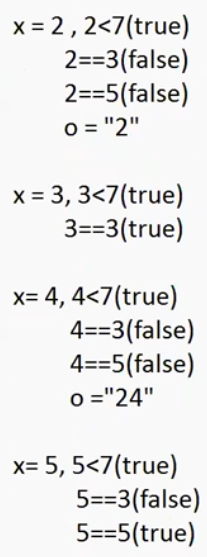 x = 2 , 2<7(true)
2==3(false)
2==5(false)
o = "2"
x = 3, 3<7(true)
3==3(true)
x= 4, 4<7(true)
4==3(false)
4==5(false)
o ="24"
x= 5, 5<7(true)
5==3(false)
5==5(true)